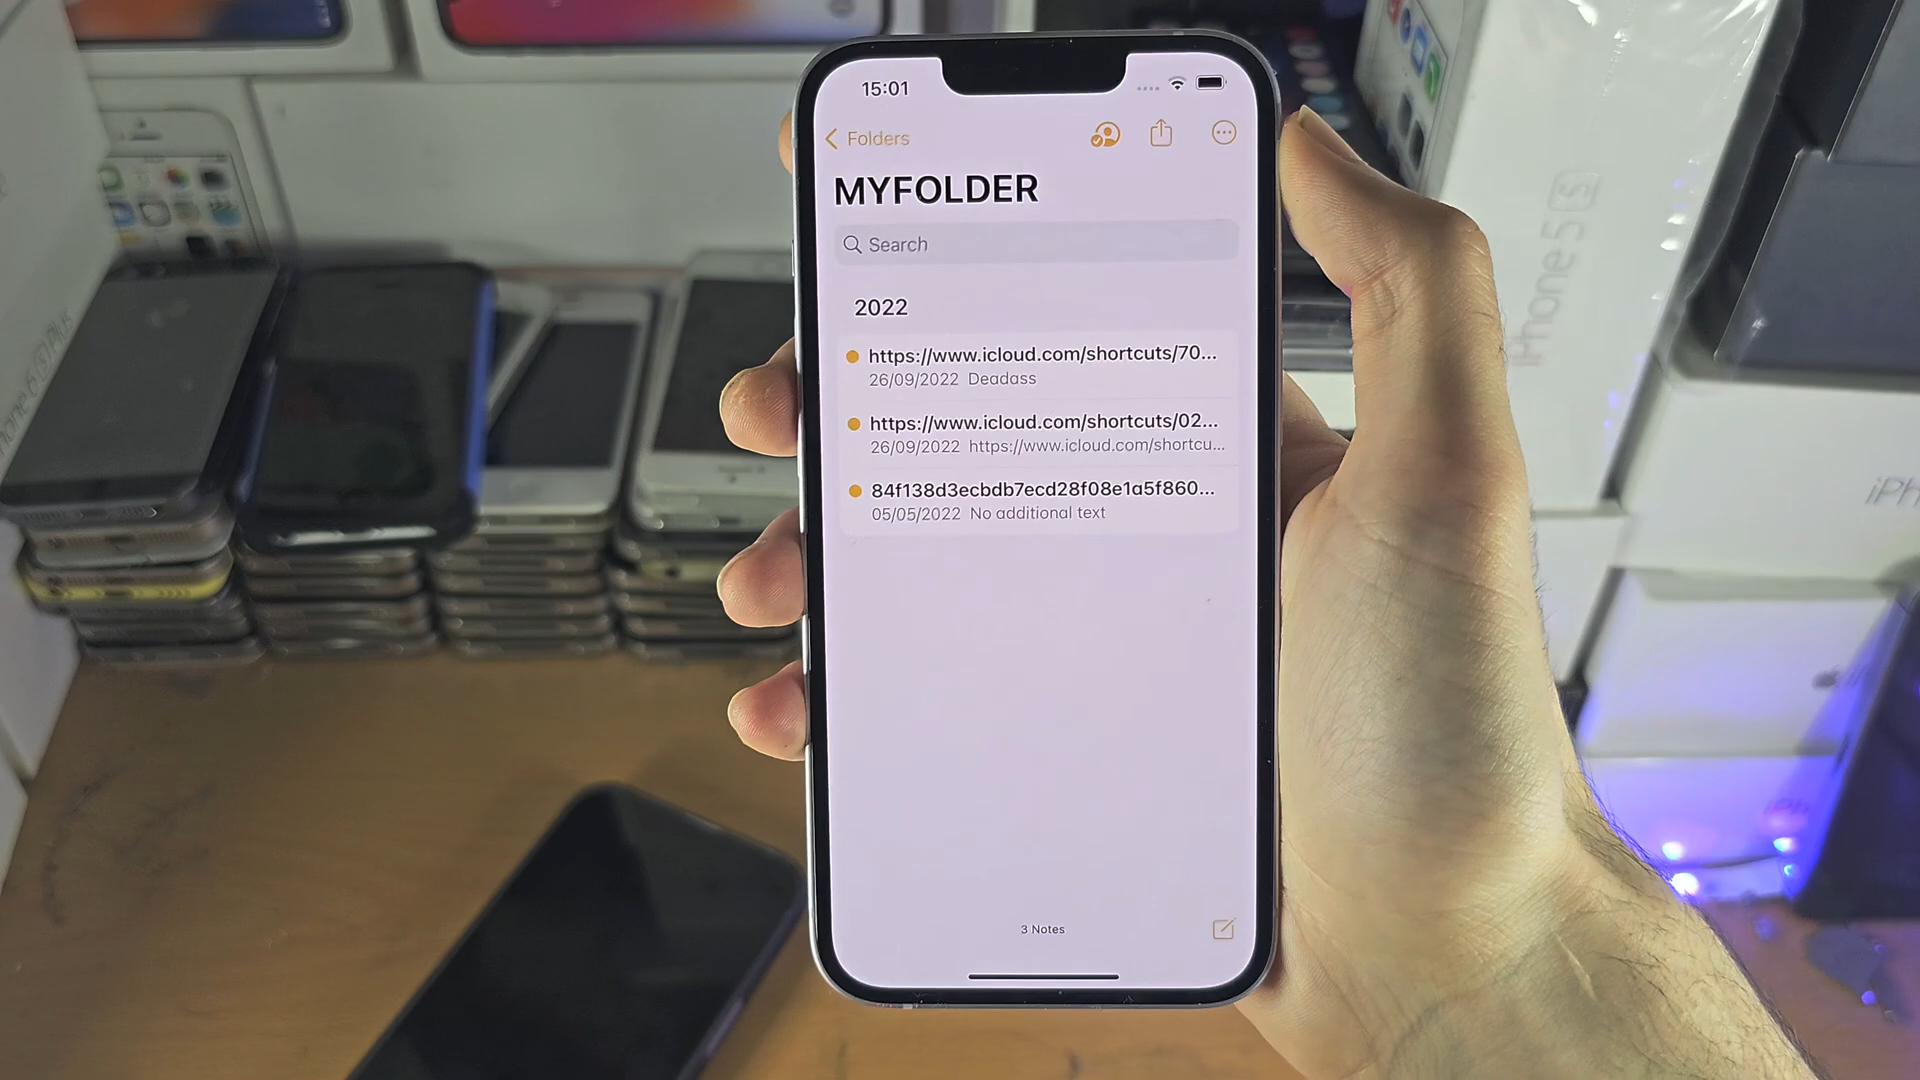 15:01
Folders
MYFOLDER
Search
2022
https://www.icloud.com/shortcuts/70...
26/09/2022 Deadass
https://www.icloud.com/shortcuts/02...
26/09/2022 https://www.icloud.com/shortcu...
84f138d3ecbdb7ecd28f08e1a5f860...
05/05/2022 No additional text
3 Notes
iPhone 5 S
iPh